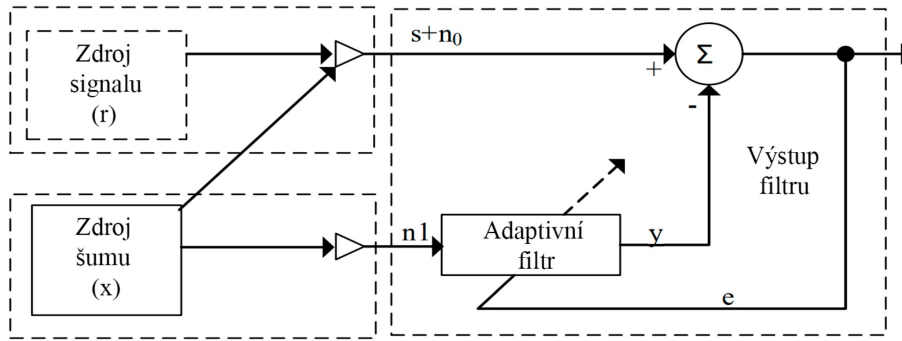 Zdroj
signalu
(r)
s+n₀
Σ
+
-
Výstup
filtru
Zdroj
šumu
(x)
n1
Adaptivní
filtr
y
e